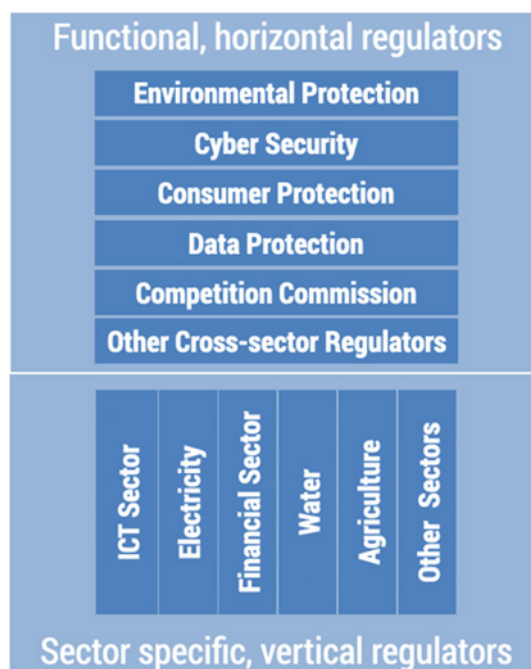 Functional, horizontal regulators
Environmental Protection
Cyber Security
Consumer Protection
Data Protection
Competition Commission
Other Cross-sector Regulators
ICT Sector
Electricity
Financial Sector
Water
Agriculture
Other Sectors
Sector specific, vertical regulators